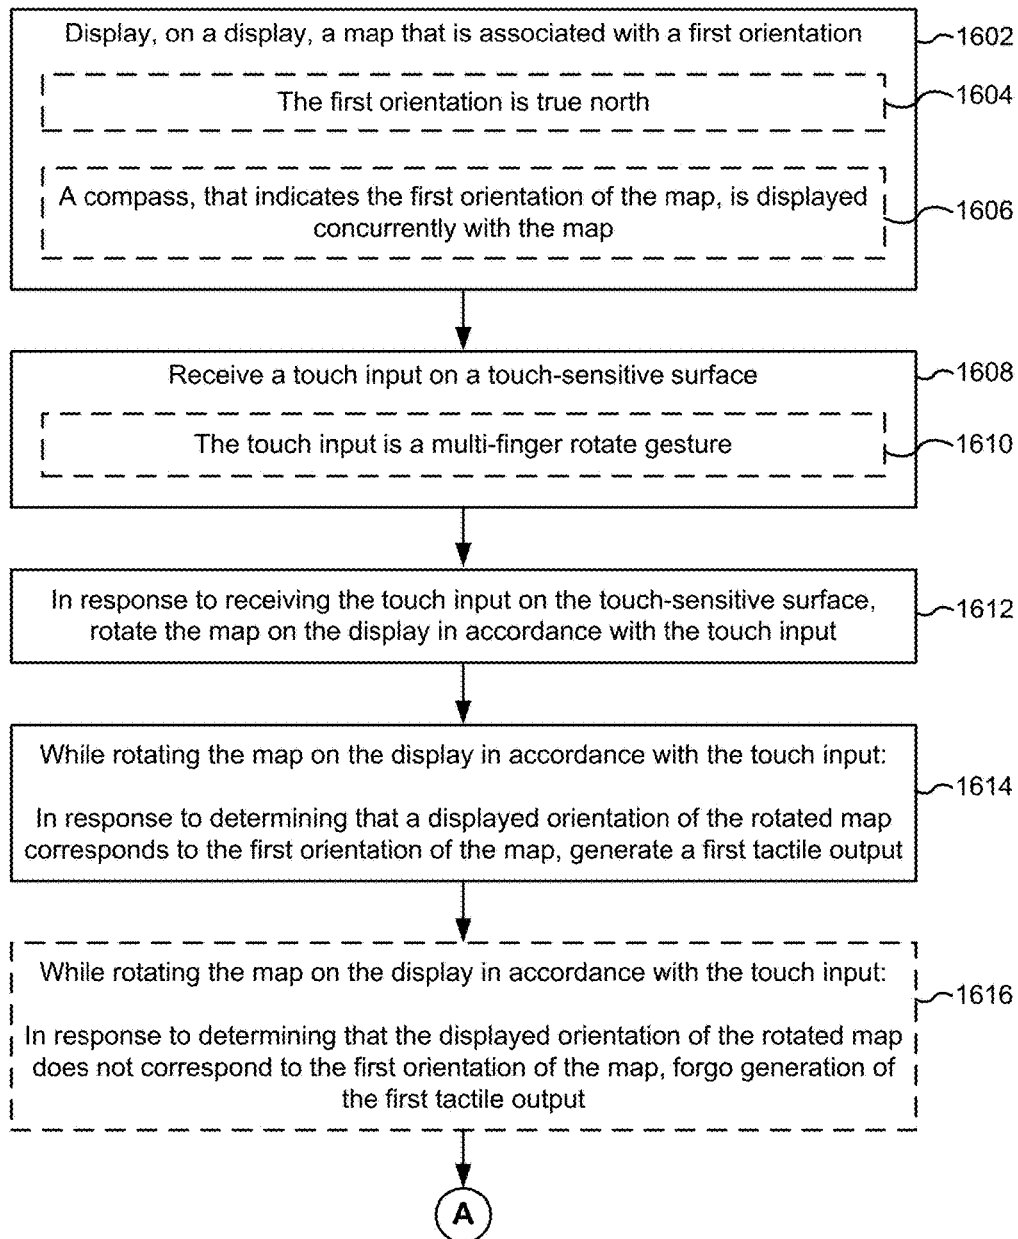 Display, on a display, a map that is associated with a first orientation
1602
The first orientation is true north
1604
A compass, that indicates the first orientation of the map, is displayed
concurrently with the map
1606
Receive a touch input on a touch-sensitive surface
1608
The touch input is a multi-finger rotate gesture
1610
In response to receiving the touch input on the touch-sensitive surface,
rotate the map on the display in accordance with the touch input
1612
While rotating the map on the display in accordance with the touch input:
In response to determining that a displayed orientation of the rotated map
corresponds to the first orientation of the map, generate a first tactile output
1614
While rotating the map on the display in accordance with the touch input:
In response to determining that the displayed orientation of the rotated map
does not correspond to the first orientation of the map, forgo generation of
the first tactile output
1616
A